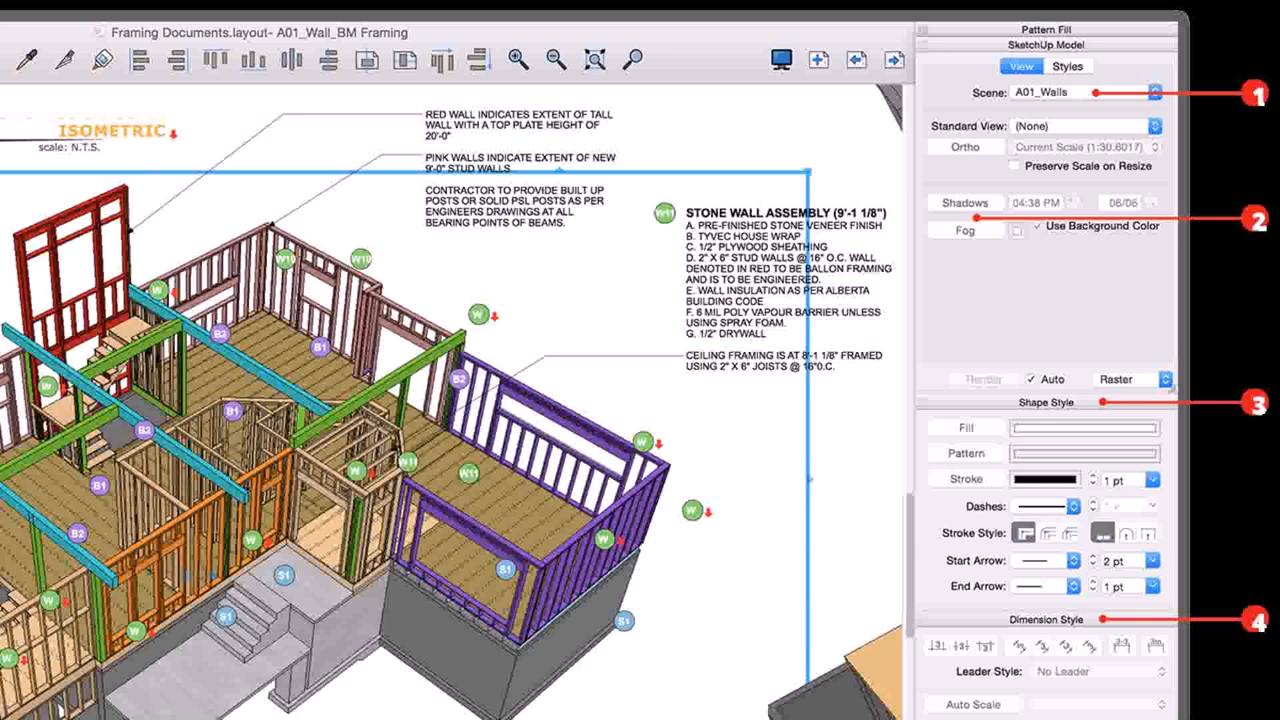 Framing Documents.layout- A01_Wall_BM Framing
Pattern Fill
SketchUp Model
View Styles
Scene: A01_Walls
1
Standard View: (None)
Ortho Current Scale (1:30.6017)
Preserve Scale on Resize
Shadows 04:38 PM 06/06
2
Fog Use Background Color
Render Auto Raster
Shape Style
3
Fill
Pattern
Stroke 1 pt
Dashes:
Stroke Style:
Start Arrow: 2 pt
End Arrow: 1 pt
Dimension Style
4
Leader Style: No Leader
Auto Scale
ISOMETRIC
scale: N.T.S.
RED WALL INDICATES EXTENT OF TALL
WALL WITH A TOP PLATE HEIGHT OF
20'-0"
PINK WALLS INDICATE EXTENT OF NEW
9'-0" STUD WALLS
CONTRACTOR TO PROVIDE BUILT UP
POSTS OR SOLID PSL POSTS AS PER
ENGINEERS DRAWINGS AT ALL
BEARING POINTS OF BEAMS.
W11
STONE WALL ASSEMBLY (9'-1 1/8")
A. PRE-FINISHED STONE VENEER FINISH
B. TYVEC HOUSE WRAP
C. 1/2" PLYWOOD SHEATHING
D. 2" X 6" STUD WALLS @ 16" O.C. WALL
DENOTED IN RED TO BE BALLON FRAMING
AND IS TO BE ENGINEERED.
E. WALL INSULATION AS PER ALBERTA
BUILDING CODE
F. 6 MIL POLY VAPOUR BARRIER UNLESS
USING SPRAY FOAM.
G. 1/2" DRYWALL
CEILING FRAMING IS AT 8'-1 1/8" FRAMED
USING 2" X 6" JOISTS @ 16"O.C.
W10
W10
W
W
B2
B1
B2
W
B1
B2
W
W11
W
W11
B1
W
B2
W
W
S1
S1
W
S1
S1
W
W